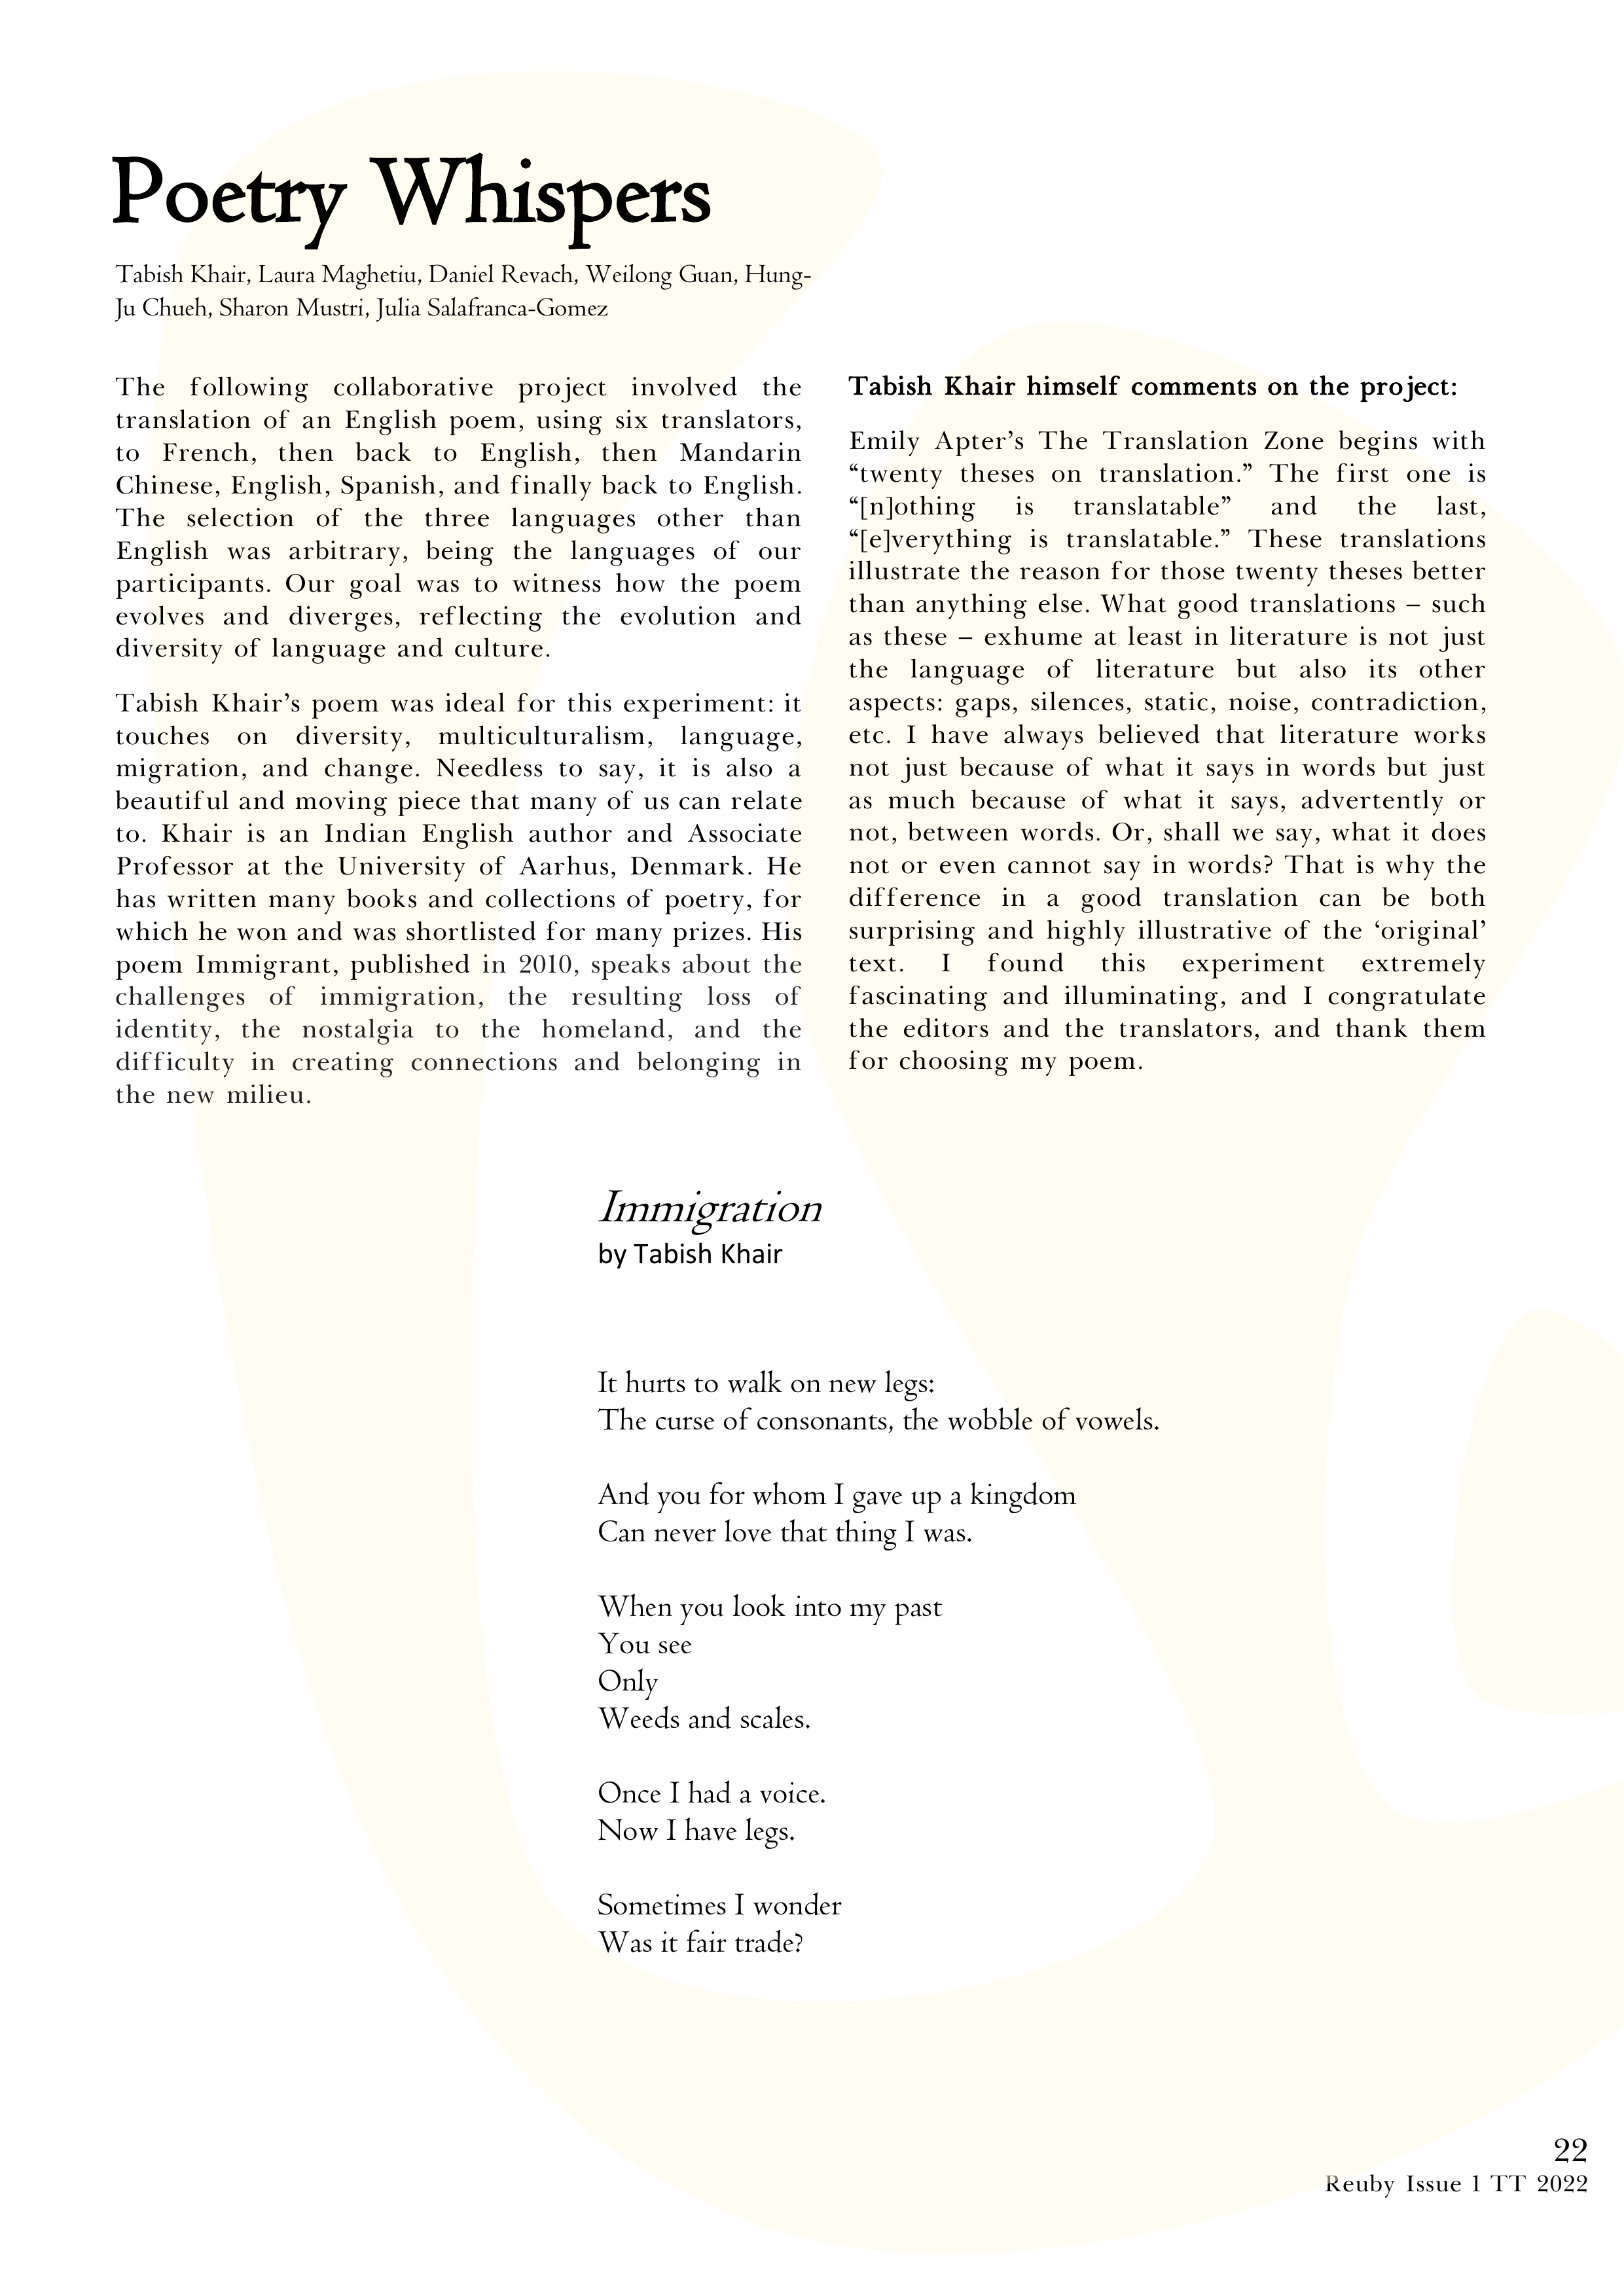 Poetry Whispers
Tabish Khair, Laura Maghetiu, Daniel Revach, Weilong Guan, Hung-
Ju Chueh, Sharon Mustri, Julia Salafranca-Gomez
The following collaborative project involved the
translation of an English poem, using six translators,
to French, then back to English, then Mandarin
Chinese, English, Spanish, and finally back to English.
The selection of the three languages other than
English was arbitrary, being the languages of our
participants. Our goal was to witness how the poem
evolves and diverges, reflecting the evolution and
diversity of language and culture.
Tabish Khair’s poem was ideal for this experiment: it
touches on diversity, multiculturalism, language,
migration, and change. Needless to say, it is also a
beautiful and moving piece that many of us can relate
to. Khair is an Indian English author and Associate
Professor at the University of Aarhus, Denmark. He
has written many books and collections of poetry, for
which he won and was shortlisted for many prizes. His
poem Immigrant, published in 2010, speaks about the
challenges of immigration, the resulting loss of
identity, the nostalgia to the homeland, and the
difficulty in creating connections and belonging in
the new milieu.
Tabish Khair himself comments on the project:
Emily Apter’s The Translation Zone begins with
“twenty theses on translation.” The first one is
“[n]othing is translatable” and the last,
“[e]verything is translatable.” These translations
illustrate the reason for those twenty theses better
than anything else. What good translations – such
as these – exhume at least in literature is not just
the language of literature but also its other
aspects: gaps, silences, static, noise, contradiction,
etc. I have always believed that literature works
not just because of what it says in words but just
as much because of what it says, advertently or
not, between words. Or, shall we say, what it does
not or even cannot say in words? That is why the
difference in a good translation can be both
surprising and highly illustrative of the ‘original’
text. I found this experiment extremely
fascinating and illuminating, and I congratulate
the editors and the translators, and thank them
for choosing my poem.
Immigration
by Tabish Khair
It hurts to walk on new legs:
The curse of consonants, the wobble of vowels.
And you for whom I gave up a kingdom
Can never love that thing I was.
When you look into my past
You see
Only
Weeds and scales.
Once I had a voice.
Now I have legs.
Sometimes I wonder
Was it fair trade?
22
Reuby Issue 1 TT 2022